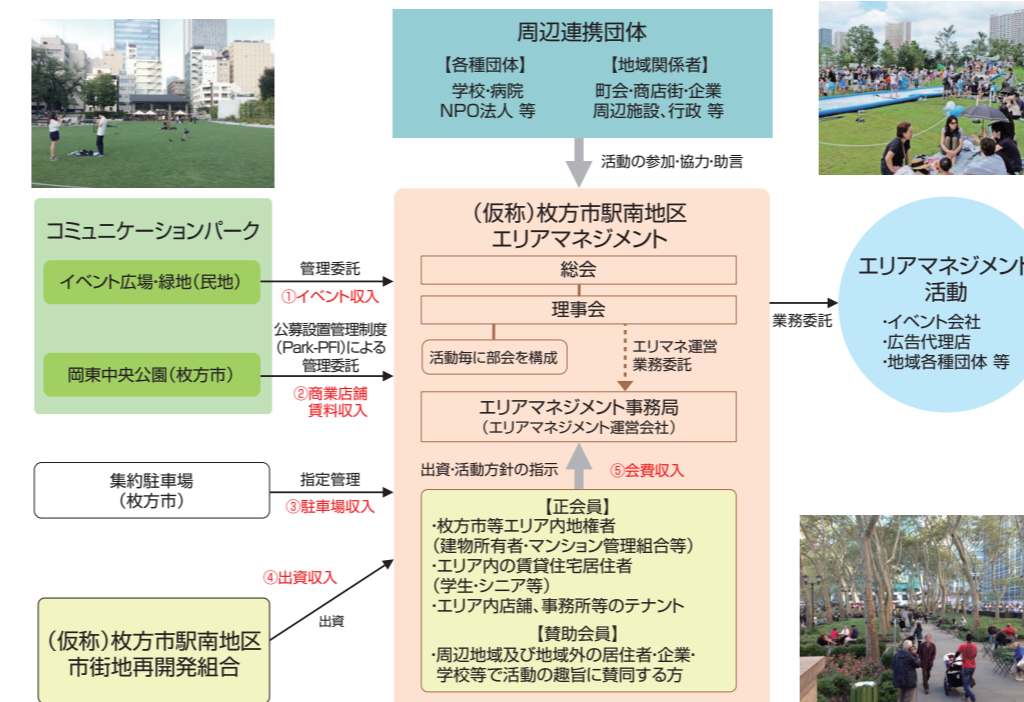 周辺連携団体
【各種団体】
学校・病院
NPO法人 等
【地域関係者】
町会・商店街・企業
周辺施設、行政 等
活動の参加・協力・助言
コミュニケーションパーク
イベント広場・緑地(民地)
岡東中央公園(枚方市)
管理委託
①イベント収入
公募設置管理制度
(Park-PFI)による
管理委託
②商業店舗
賃料収入
集約駐車場
(枚方市)
指定管理
③駐車場収入
④出資収入
出資
(仮称)枚方市駅南地区
市街地再開発組合
(仮称)枚方市駅南地区
エリアマネジメント
総会
理事会
活動毎に部会を構成
エリマネ運営
業務委託
エリアマネジメント事務局
(エリアマネジメント運営会社)
出資・活動方針の指示
⑤会費収入
【正会員】
・枚方市等エリア内地権者
(建物所有者・マンション管理組合等)
・エリア内の賃貸住宅居住者
(学生・シニア等)
・エリア内店舗、事務所等のテナント
【賛助会員】
・周辺地域及び地域外の居住者・企業・
学校等で活動の趣旨に賛同する方
業務委託
エリアマネジメント
活動
・イベント会社
・広告代理店
・地域各種団体 等